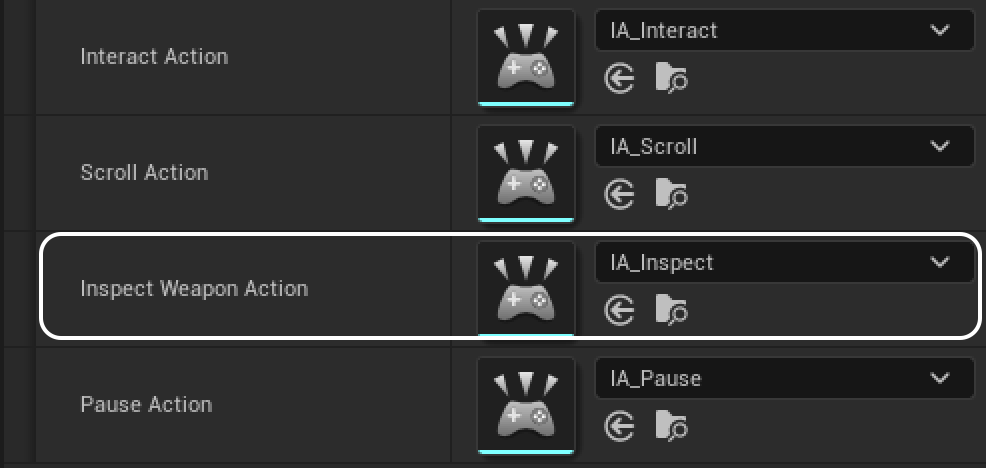 Interact Action
IA_Interact
Scroll Action
IA_Scroll
Inspect Weapon Action
IA_Inspect
Pause Action
IA_Pause